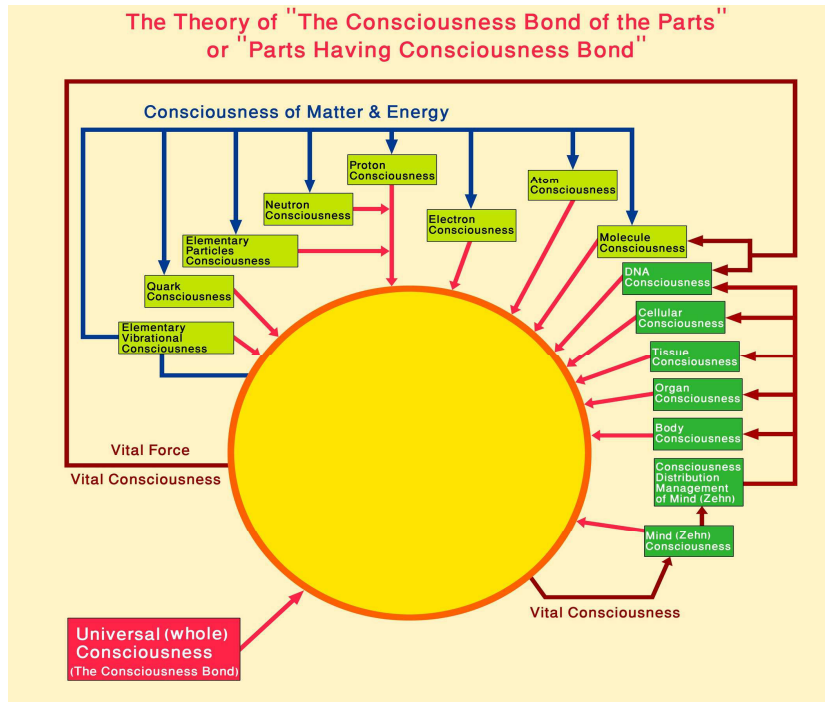 The Theory of "The Consciousness Bond of the Parts"
or "Parts Having Consciousness Bond"
Consciousness of Matter & Energy
Proton
Consciousness
Atom
Consciousness
Neutron
Consciousness
Electron
Consciousness
Elementary
Particles
Consciousness
Molecule
Consciousness
Quark
Consciousness
DNA
Consciousness
Elementary
Vibrational
Consciousness
Cellular
Consciousness
Tissue
Concsiousness
Organ
Consciousness
Body
Consciousness
Vital Force
Vital Consciousness
Consciousness
Distribution
Management
of Mind (Zehn)
Mind (Zehn)
Consciousness
Vital Consciousness
Universal (whole)
Consciousness
(The Consciousness Bond)